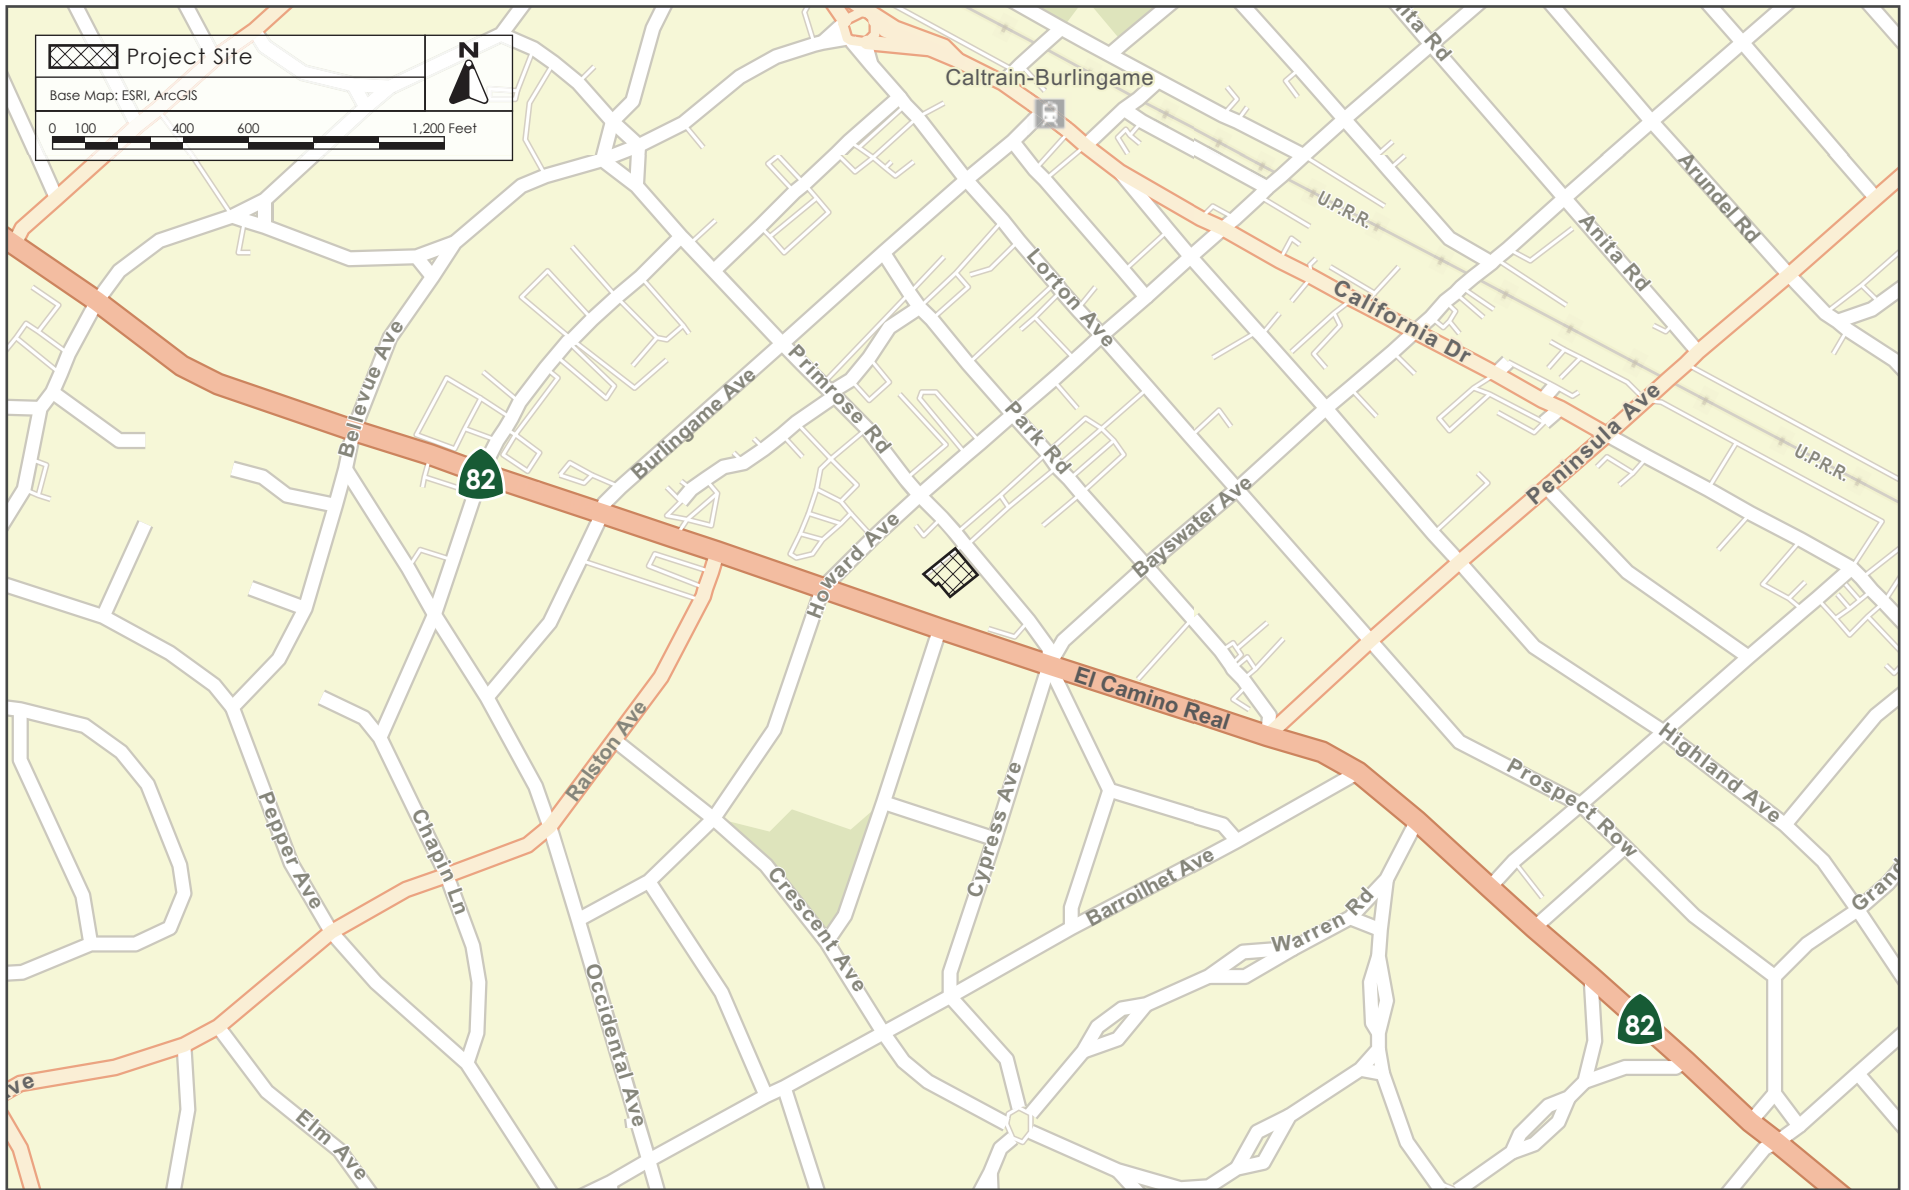 Project Site
N
Base Map: ESRI, ArcGIS
0 100 400 600 1,200 Feet
Caltrain-Burlingame
Anita Rd
Arundel Rd
U.P.R.R.
Anita Rd
Lorton Ave
California Dr
Bellevue Ave
Primrose Rd
Burlingame Ave
Park Rd
Peninsula Ave
U.P.R.R.
82
Bayswater Ave
Howard Ave
El Camino Real
Ralston Ave
Highland Ave
Prospect Row
Pepper Ave
Chapin Ln
Cypress Ave
Crescent Ave
Barroilhet Ave
Warren Rd
Grand
Occidental Ave
82
ve
Elm Ave